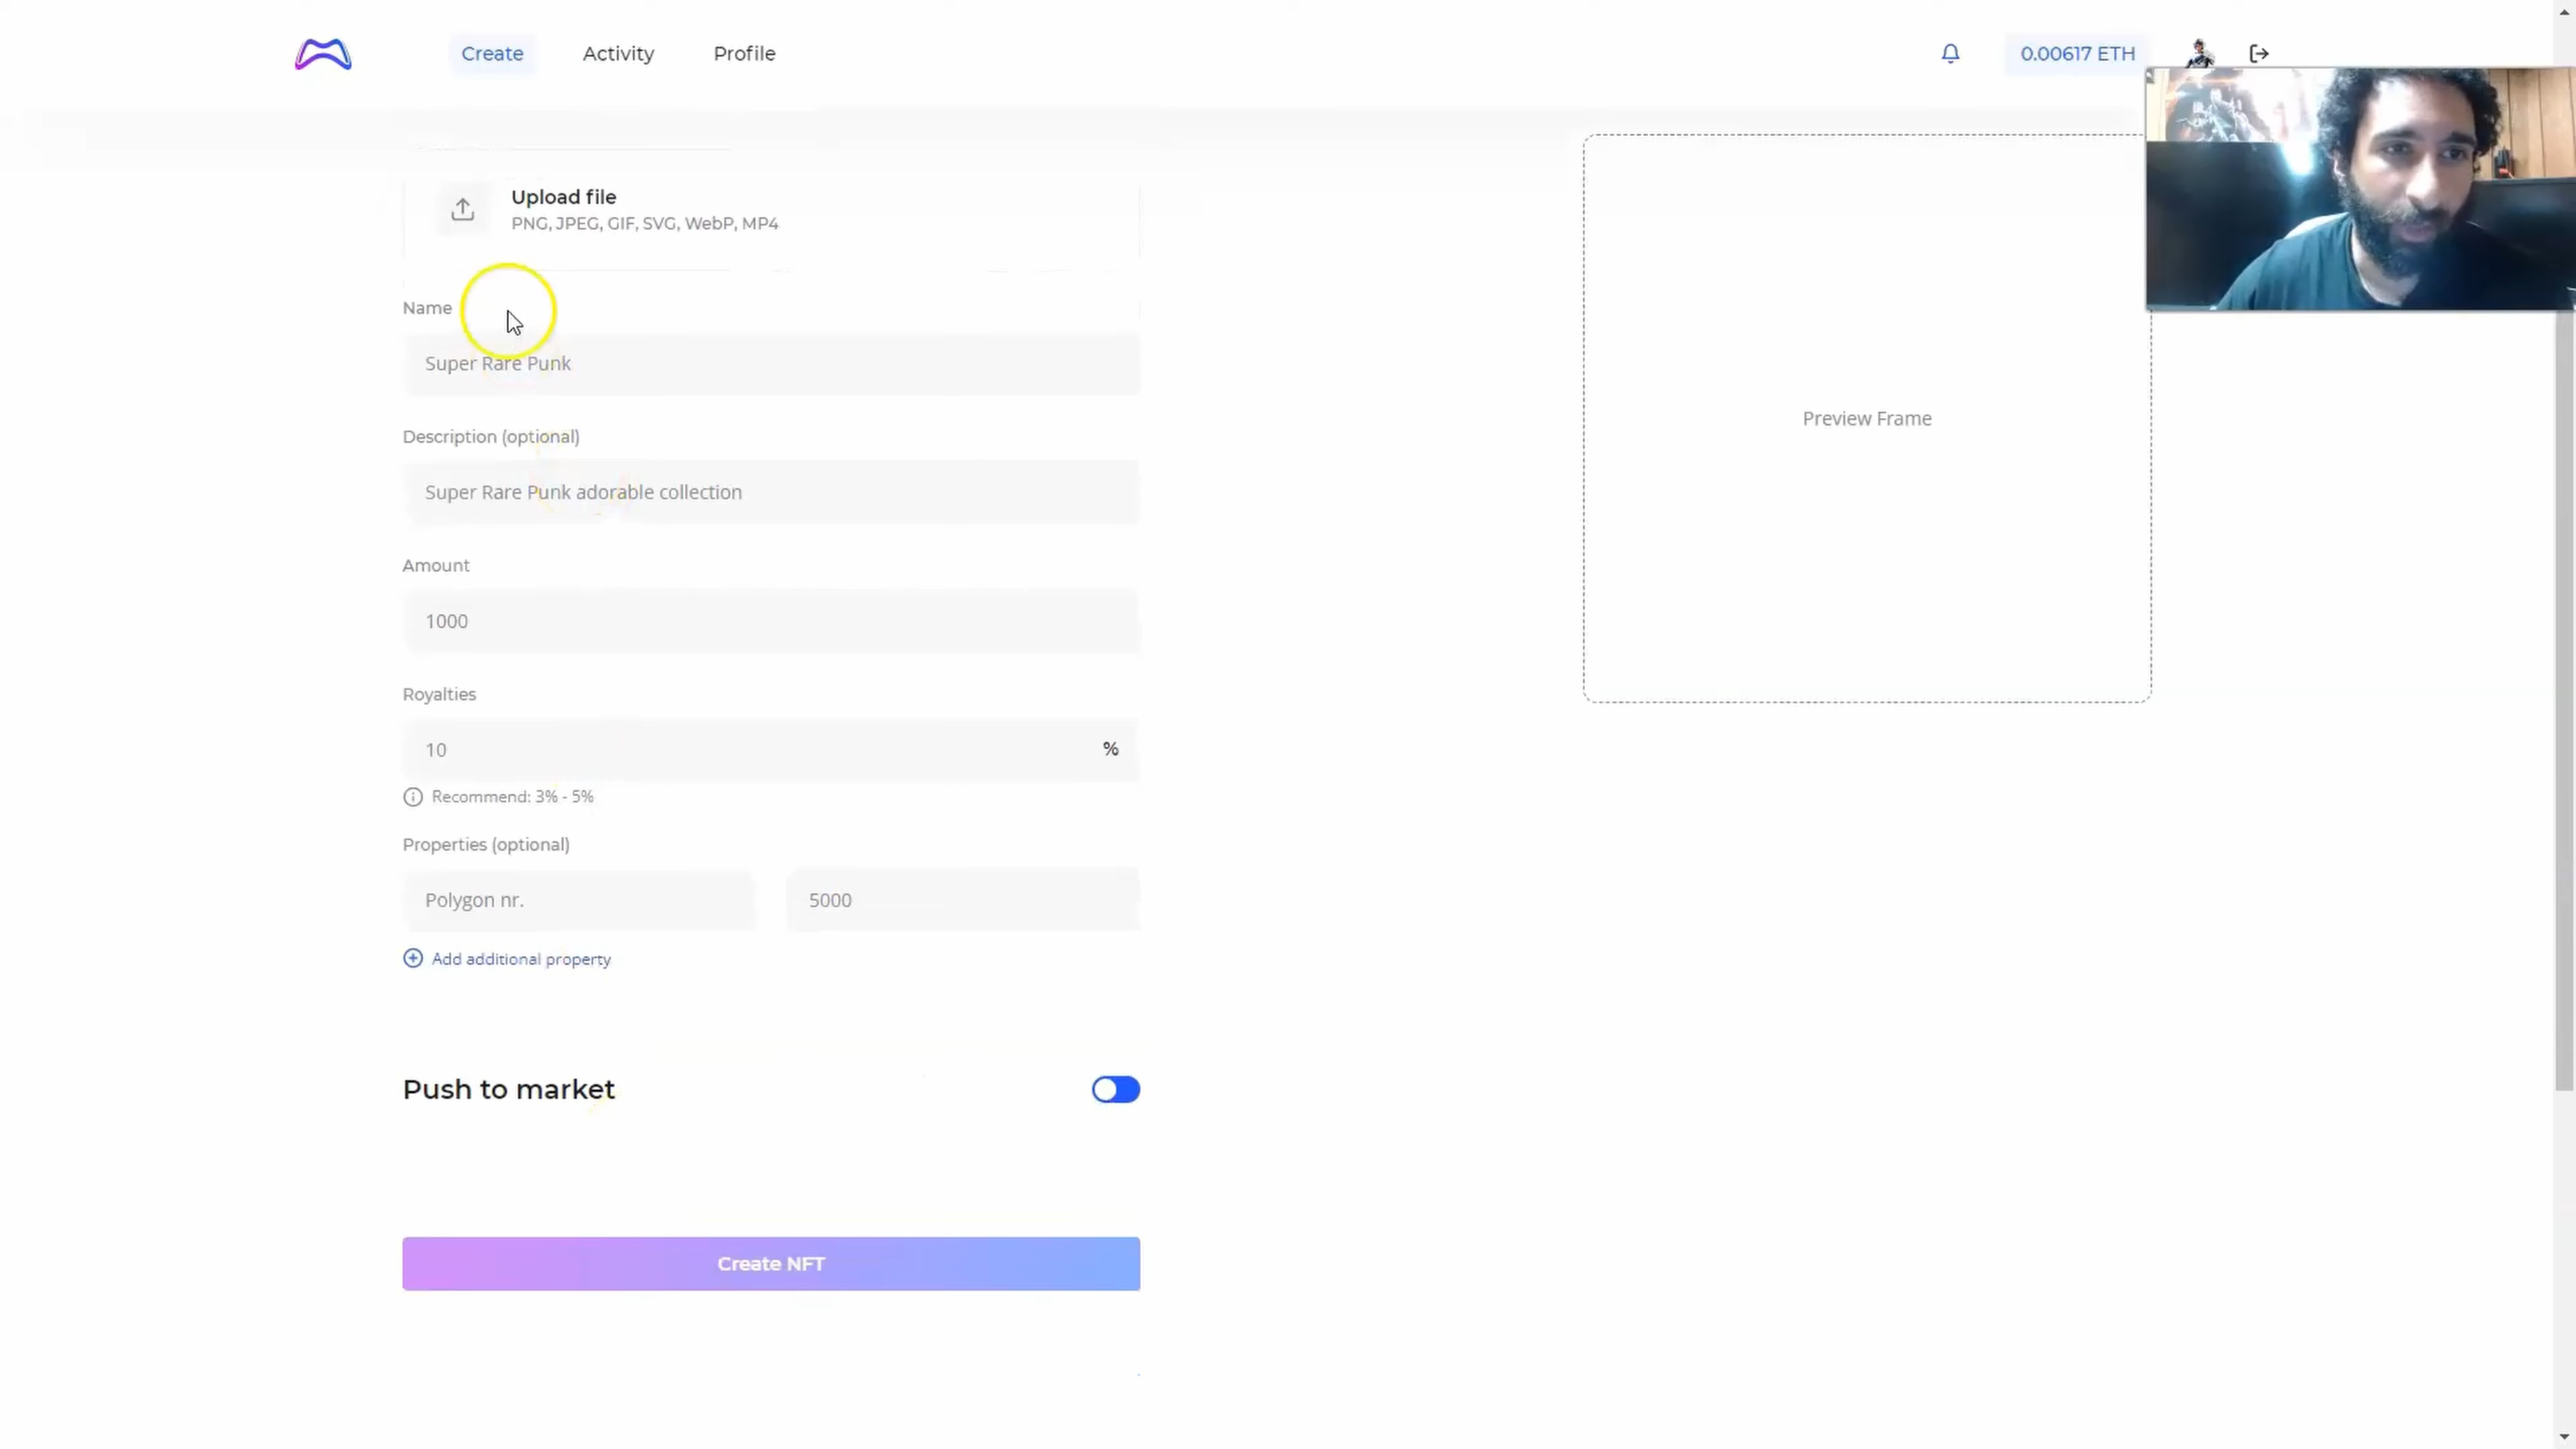 Create
Activity
Profile
0.00617 ETH
Upload file
PNG, JPEG, GIF, SVG, WebP, MP4
Name
Super Rare Punk
Description (optional)
Super Rare Punk adorable collection
Amount
1000
Royalties
10
%
Recommend: 3% - 5%
Properties (optional)
Polygon nr.
5000
Add additional property
Push to market
Create NFT
Preview Frame